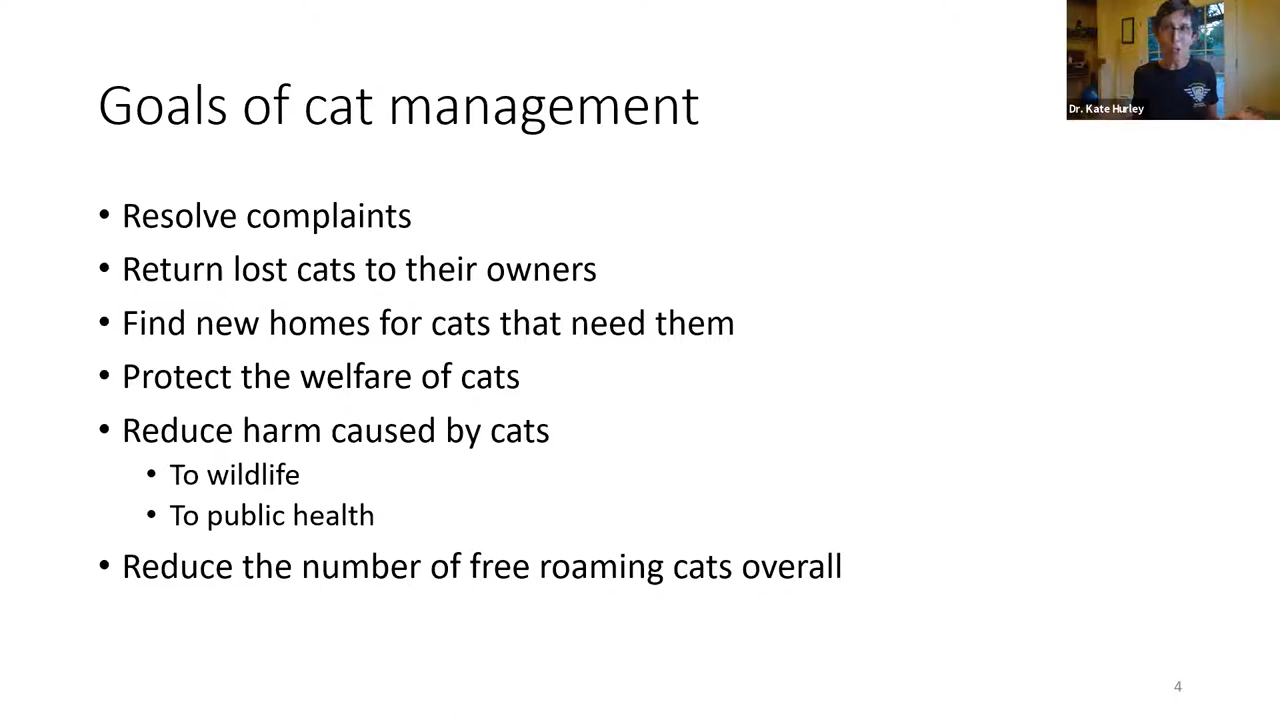 Goals of cat management
Dr. Kate Hurley
• Resolve complaints
• Return lost cats to their owners
• Find new homes for cats that need them
• Protect the welfare of cats
• Reduce harm caused by cats
• To wildlife
• To public health
• Reduce the number of free roaming cats overall
4